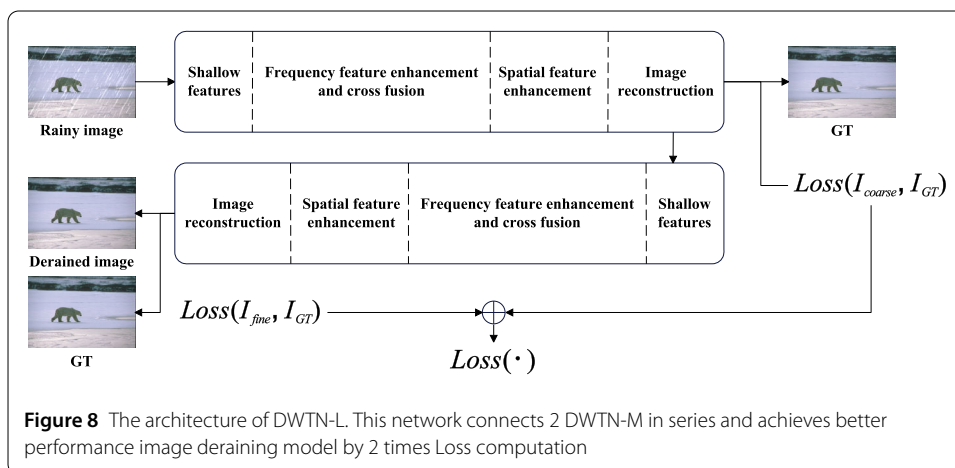 Shallow features
Frequency feature enhancement and cross fusion
Spatial feature enhancement
Image reconstruction
Rainy image
GT
Loss(I_coarse, I_GT)
Image reconstruction
Spatial feature enhancement
Frequency feature enhancement and cross fusion
Shallow features
Derained image
Loss(I_fine, I_GT)
GT
Loss(·)
Figure 8 The architecture of DWTN-L. This network connects 2 DWTN-M in series and achieves better
performance image deraining model by 2 times Loss computation